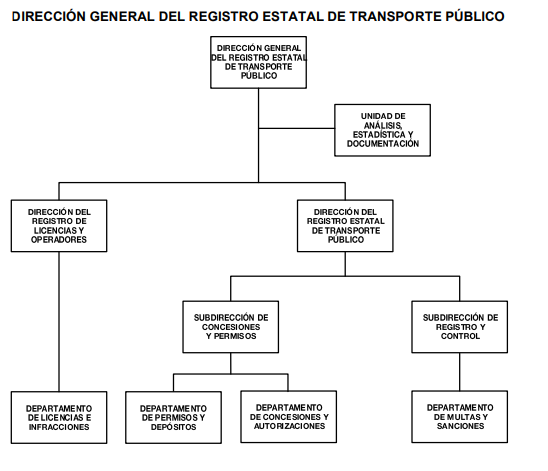 DIRECCIÓN GENERAL DEL REGISTRO ESTATAL DE TRANSPORTE PÚBLICO
DIRECCIÓN GENERAL
DEL REGISTRO ESTATAL
DE TRANSPORTE
PÚBLICO
UNIDAD DE
ANÁLISIS,
ESTADÍSTICA Y
DOCUMENTACIÓN
DIRECCIÓN DEL
REGISTRO DE
LICENCIAS Y
OPERADORES
DIRECCIÓN DEL
REGISTRO ESTATAL
DE TRANSPORTE
PÚBLICO
SUBDIRECCIÓN DE
CONCESIONES
Y PERMISOS
SUBDIRECCIÓN DE
REGISTRO Y
CONTROL
DEPARTAMENTO
DE LICENCIAS E
INFRACCIONES
DEPARTAMENTO
DE PERMISOS Y
DEPÓSITOS
DEPARTAMENTO
DE CONCESIONES Y
AUTORIZACIONES
DEPARTAMENTO
DE MULTAS Y
SANCIONES